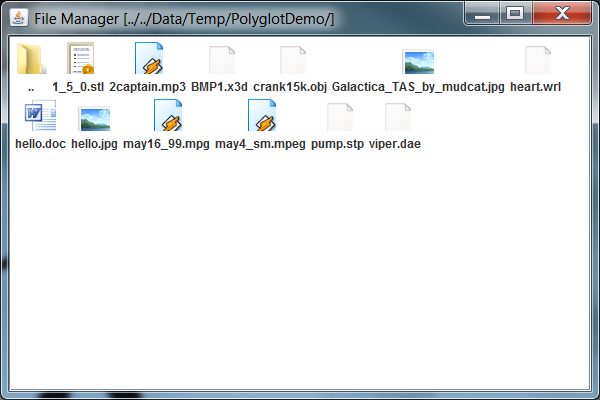 File Manager [../../Data/Temp/PolyglotDemo/]
.. 1_5_0.stl 2captain.mp3 BMP1.x3d crank15k.obj Galactica_TAS_by_mudcat.jpg heart.wrl
hello.doc hello.jpg may16_99.mpg may4_sm.mpeg pump.stp viper.dae